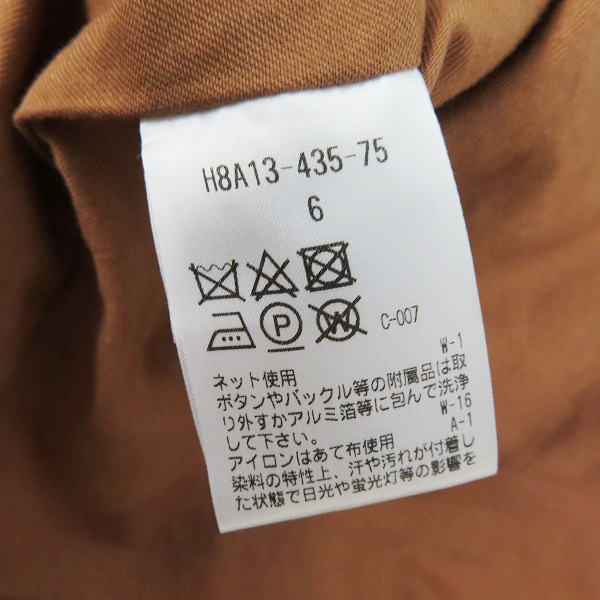 H8A13-435-75
6
P W C-007
W-1
ネット使用
ボタンやバックル等の附属品は取
り外すかアルミ箔等に包んで洗浄
して下さい。 W-16
A-1
アイロンはあて布使用
染料の特性上、汗や汚れが付着し
た状態で日光や蛍光灯等の影響を